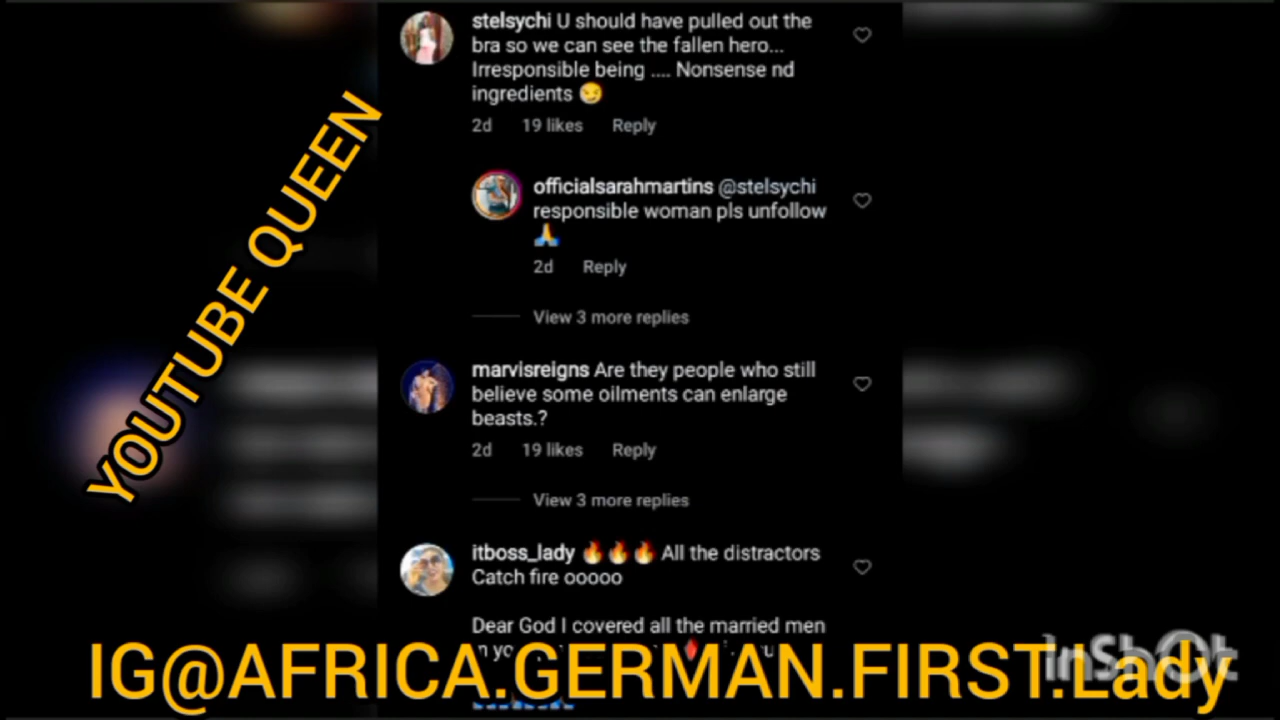 stelsychi U should have pulled out the
bra so we can see the fallen hero...
Irresponsible being .... Nonsense nd
ingredients 😏
2d 19 likes Reply
officialsarahmartins @stelsychi
responsible woman pls unfollow
🙏
2d Reply
View 3 more replies
marvisreigns Are they people who still
believe some oilments can enlarge
beasts.?
2d 19 likes Reply
View 3 more replies
itboss_lady 🔥🔥🔥 All the distractors
Catch fire ooooo
Dear God I covered all the married men
YOUTUBE QUEEN
IG@AFRICA.GERMAN.FIRST.Lady
InShOt